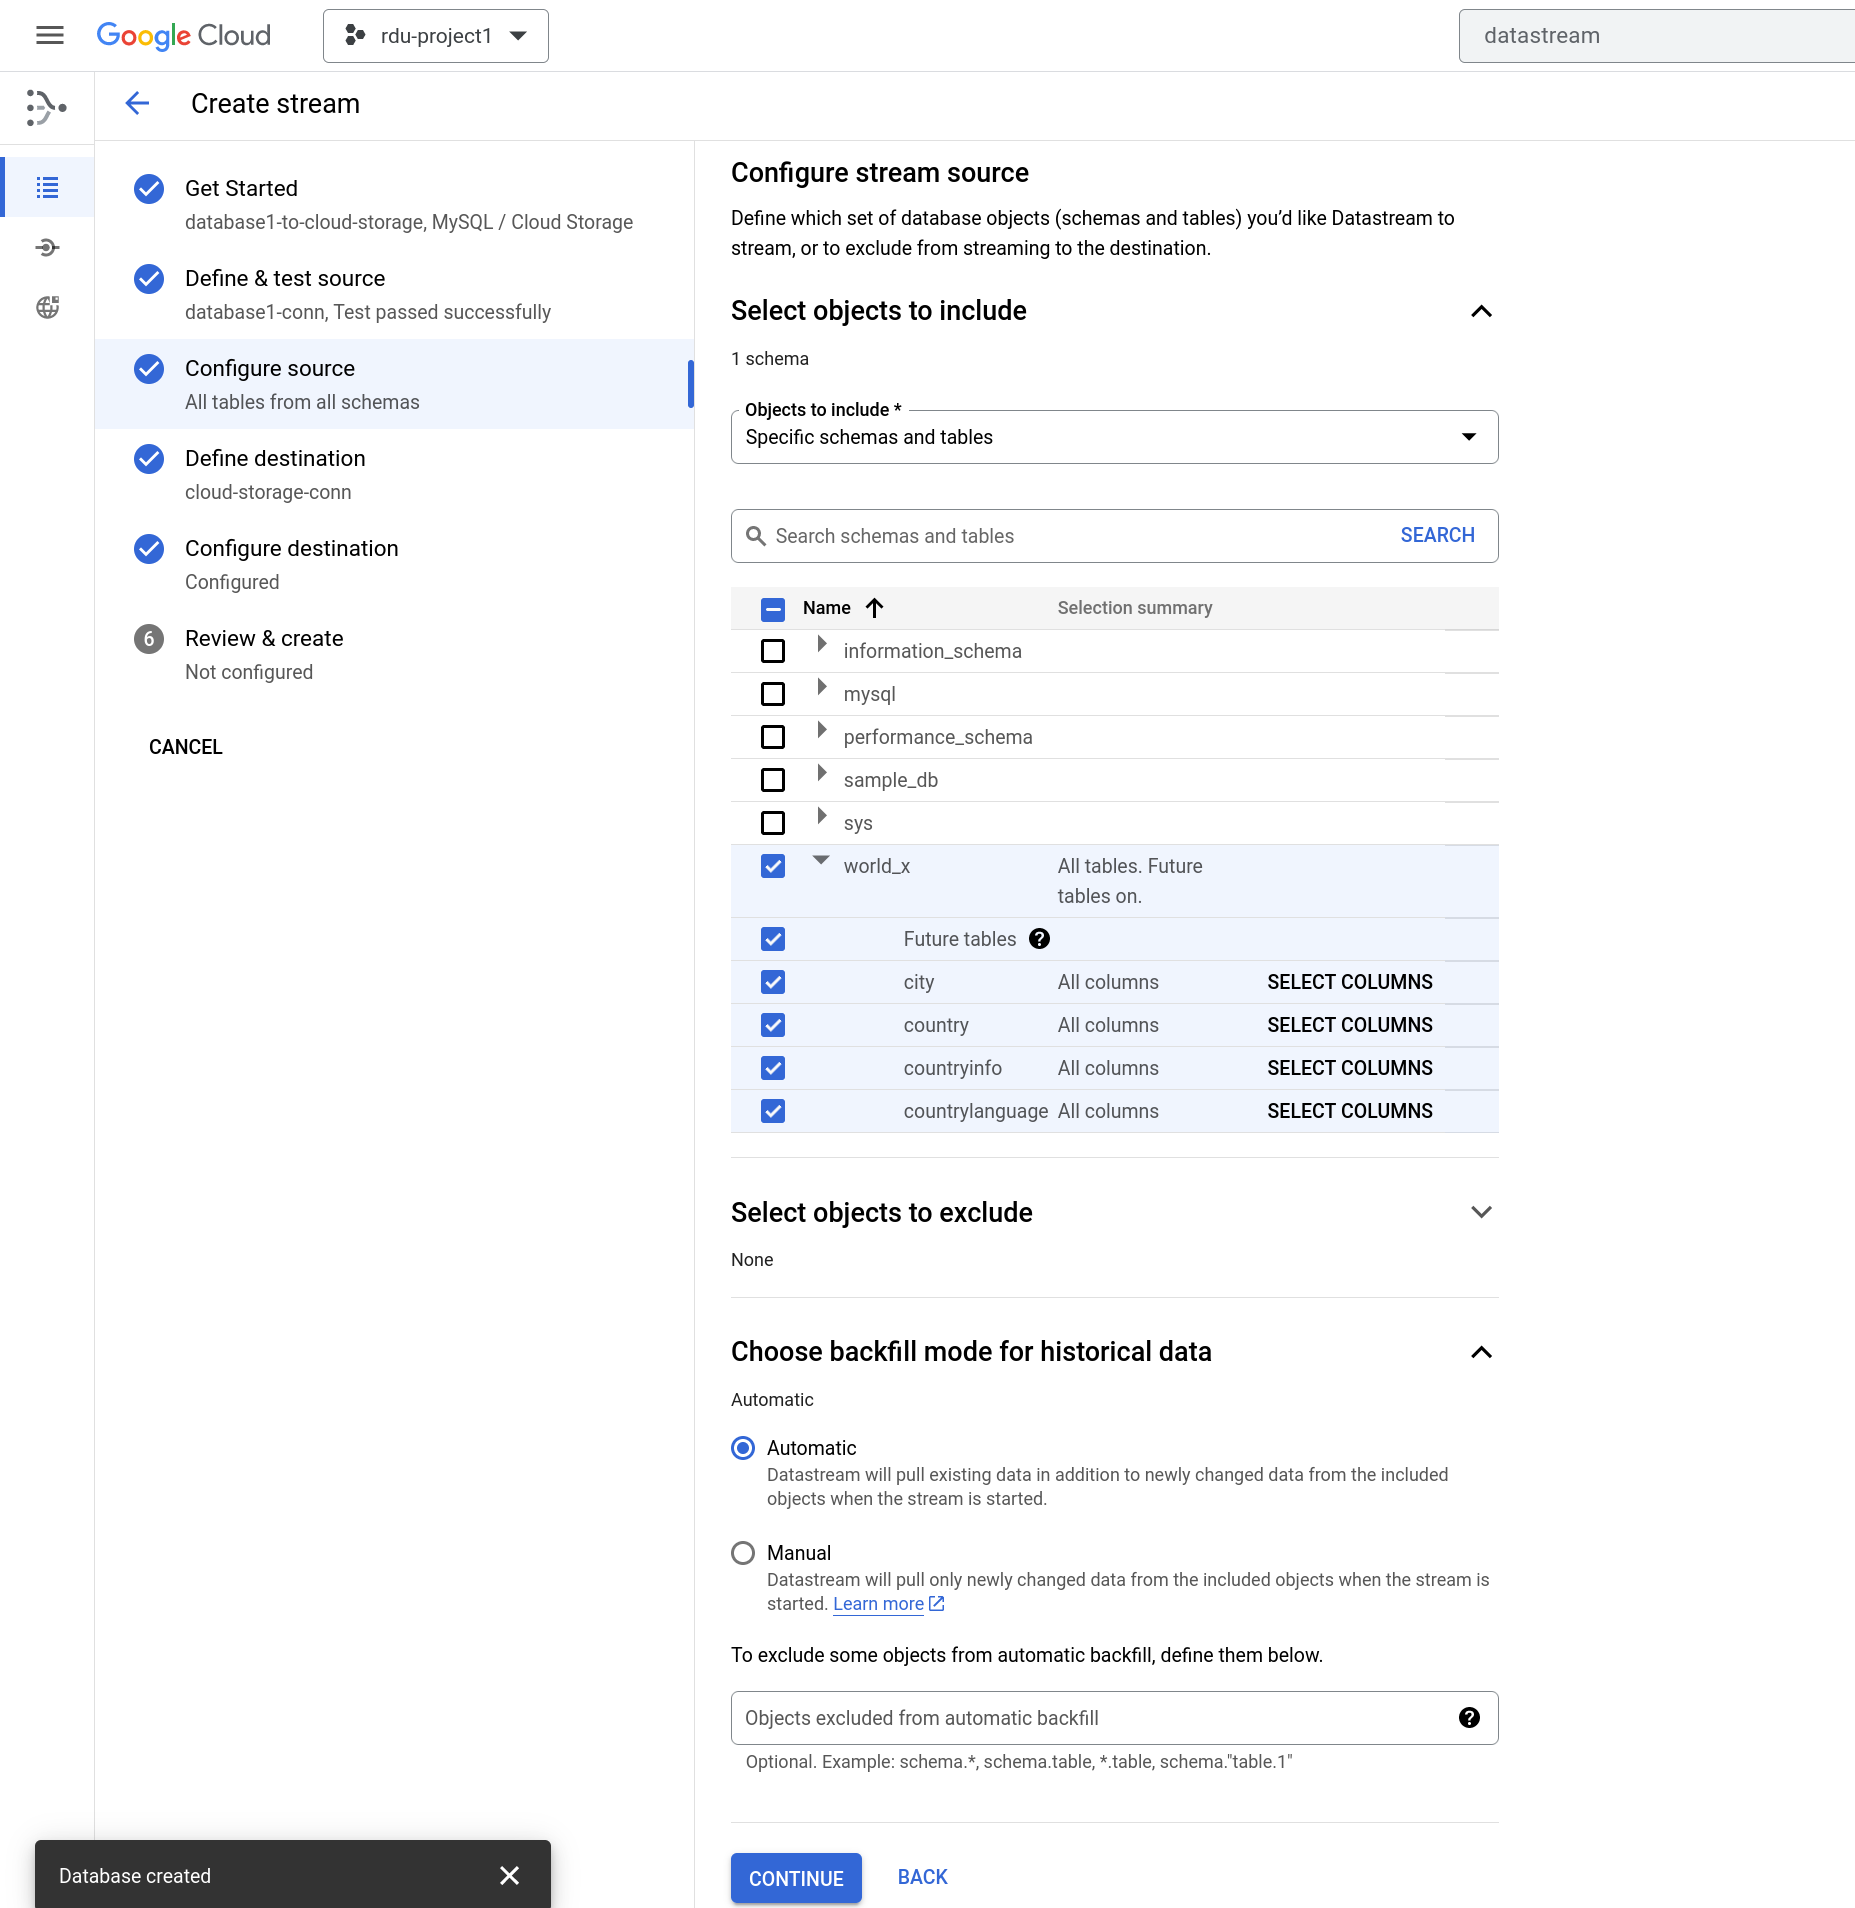 Google Cloud
rdu-project1
datastream
Create stream
Get Started
database1-to-cloud-storage, MySQL / Cloud Storage
Define & test source
database1-conn, Test passed successfully
Configure source
All tables from all schemas
Define destination
cloud-storage-conn
Configure destination
Configured
6
Review & create
Not configured
CANCEL
Configure stream source
Define which set of database objects (schemas and tables) you’d like Datastream to
stream, or to exclude from streaming to the destination.
Select objects to include
1 schema
Objects to include *
Specific schemas and tables
Search schemas and tables SEARCH
Name Selection summary
information_schema
mysql
performance_schema
sample_db
sys
world_x All tables. Future
tables on.
Future tables ?
city All columns SELECT COLUMNS
country All columns SELECT COLUMNS
countryinfo All columns SELECT COLUMNS
countrylanguage All columns SELECT COLUMNS
Select objects to exclude
None
Choose backfill mode for historical data
Automatic
Automatic
Datastream will pull existing data in addition to newly changed data from the included
objects when the stream is started.
Manual
Datastream will pull only newly changed data from the included objects when the stream is
started. Learn more
To exclude some objects from automatic backfill, define them below.
Objects excluded from automatic backfill ?
Optional. Example: schema.*, schema.table, *.table, schema."table.1"
CONTINUE BACK
Database created